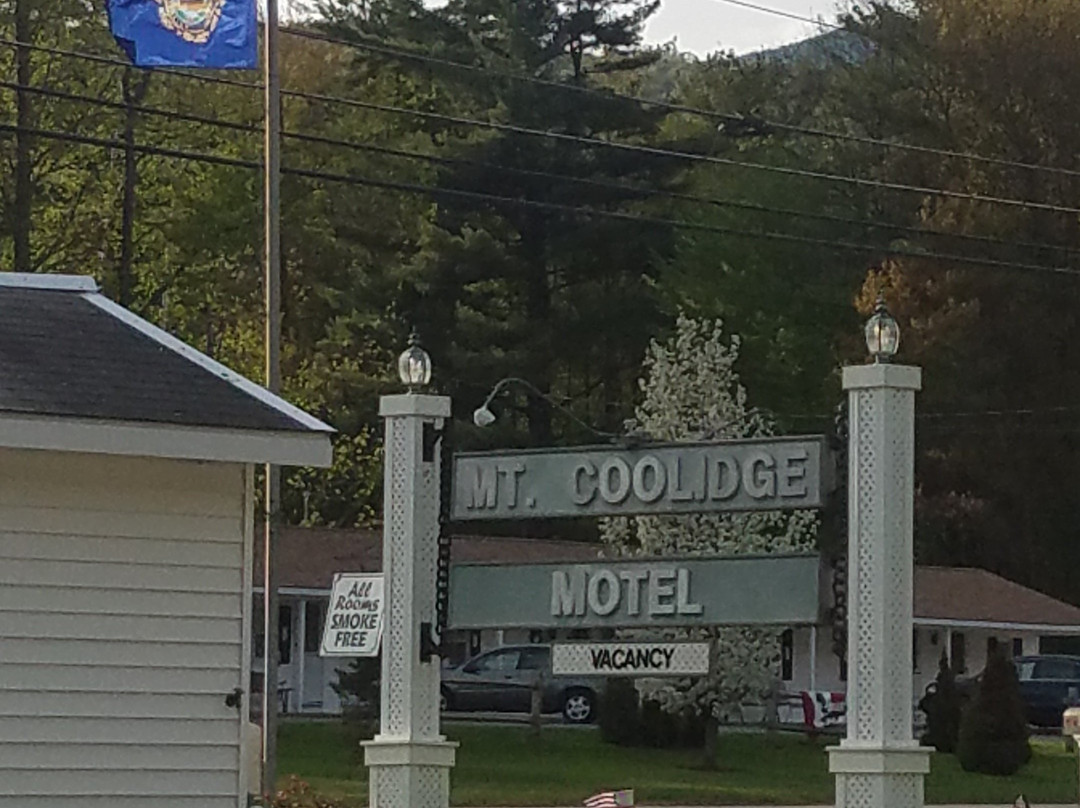 MT. COOLIDGE
MOTEL
VACANCY
All
Rooms
SMOKE
FREE